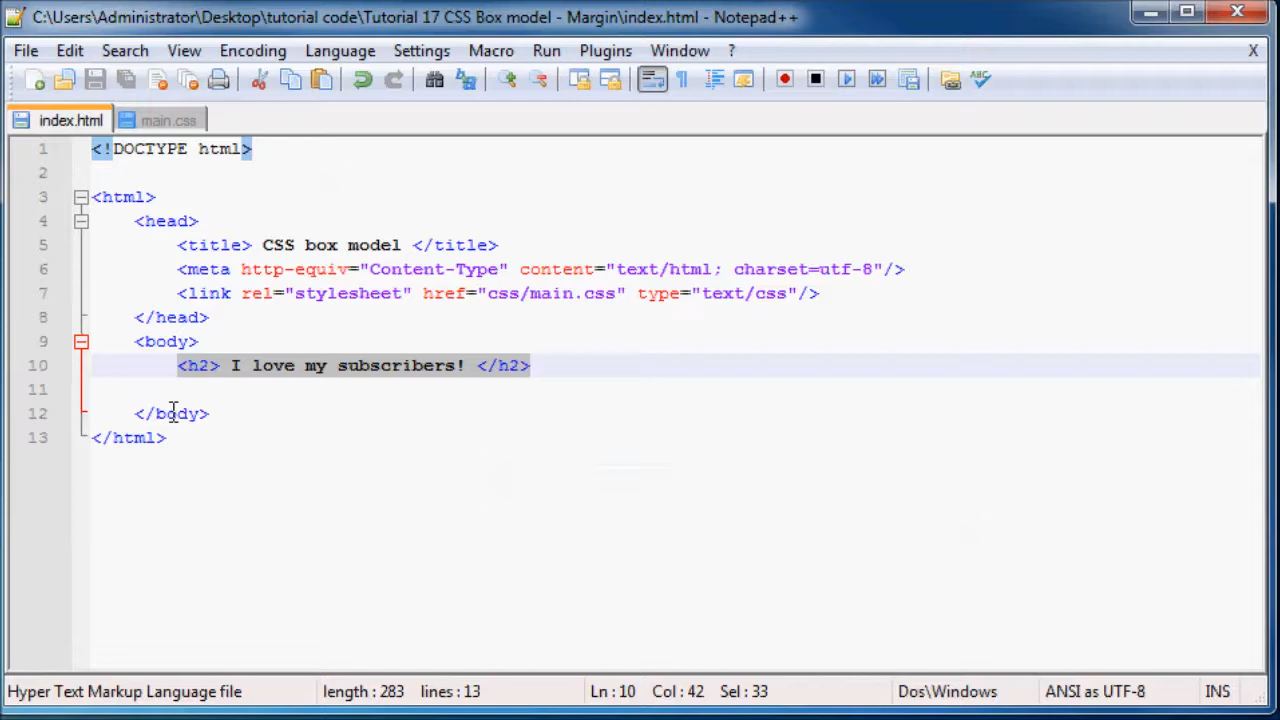 C:\Users\Administrator\Desktop\tutorial code\Tutorial 17 CSS Box model - Margin\index.html - Notepad++
File Edit Search View Encoding Language Settings Macro Run Plugins Window ? X
index.html main.css
1 <!DOCTYPE html>
2
3 <html>
4 <head>
5 <title> CSS box model </title>
6 <meta http-equiv="Content-Type" content="text/html; charset=utf-8"/>
7 <link rel="stylesheet" href="css/main.css" type="text/css"/>
8 </head>
9 <body>
10 <h2> I love my subscribers! </h2>
11
12 </body>
13 </html>
Hyper Text Markup Language file length : 283 lines : 13 Ln : 10 Col : 42 Sel : 33 Dos\Windows ANSI as UTF-8 INS